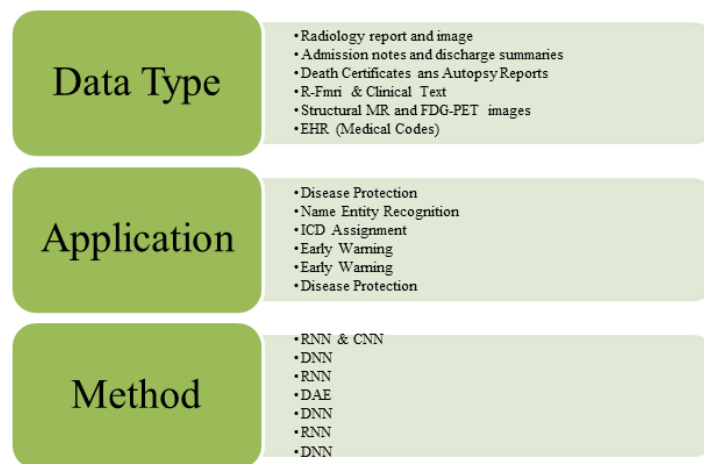 Data Type
•Radiology report and image
•Admission notes and discharge summaries
•Death Certificates ans Autopsy Reports
•R-Fmri & Clinical Text
•Structural MR and FDG-PET images
•EHR (Medical Codes)
Application
•Disease Protection
•Name Entity Recognition
•ICD Assignment
•Early Warning
•Early Warning
•Disease Protection
Method
•RNN & CNN
•DNN
•RNN
•DAE
•DNN
•RNN
•DNN